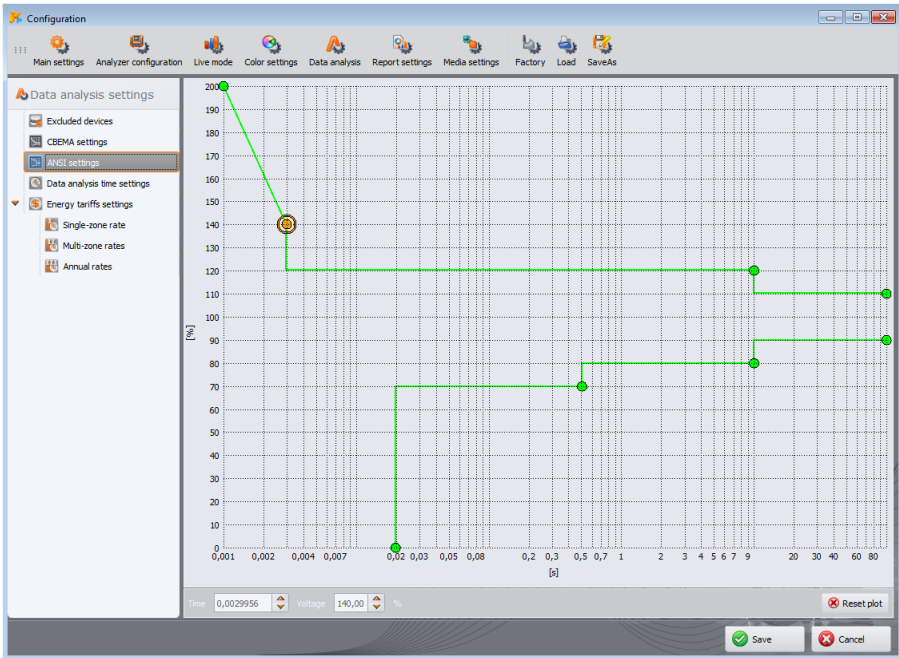 Configuration
Main settings Analyzer configuration Live mode Color settings Data analysis Report settings Media settings Factory Load SaveAs
Data analysis settings
Excluded devices
CBEMA settings
ANSI settings
Data analysis time settings
Energy tariffs settings
Single-zone rate
Multi-zone rates
Annual rates
200
190
180
170
160
150
140
130
120
110
100
90
80
70
60
50
40
30
20
10
0
[%]
0,001 0,002 0,004 0,007 0,02 0,03 0,05 0,08 0,2 0,3 0,5 0,7 1 2 3 4 5 6 7 9 20 30 40 60 80
[s]
Time 0,0029956 Voltage 140,00 % Reset plot
Save Cancel